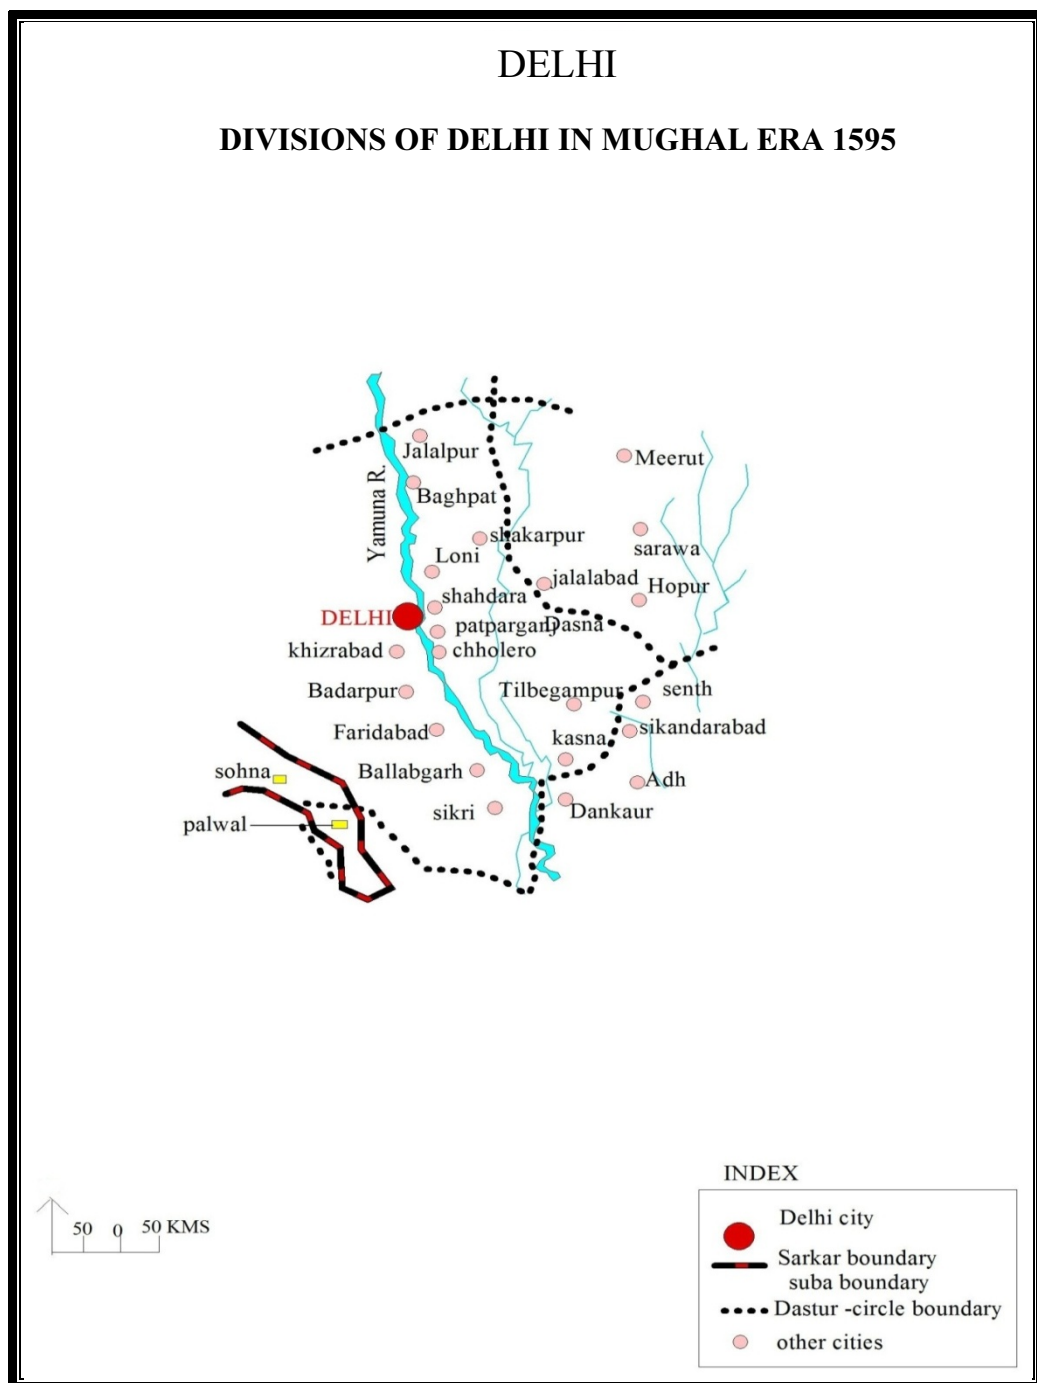 DELHI
DIVISIONS OF DELHI IN MUGHAL ERA 1595
Jalalpur
Meerut
Yamuna R.
Baghpat
shakarpur
sarawa
Loni
jalalabad
Hopur
shahdara
DELHI
patparganj
Dasna
khizrabad
chholero
Badarpur
Tilbegampur
senth
Faridabad
kasna
sikandarabad
sohna
Ballabgarh
Adh
palwal
sikri
Dankaur
INDEX
Delhi city
Sarkar boundary
suba boundary
Dastur -circle boundary
other cities
50 0 50 KMS